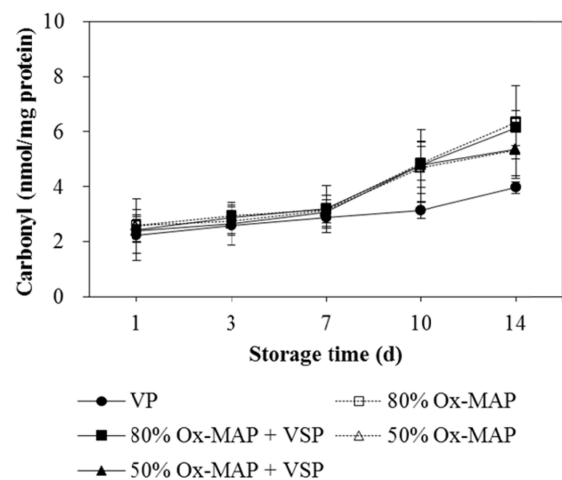 10
8
6
4
2
0
Carbonyl (nmol/mg protein)
1 3 7 10 14
Storage time (d)
VP 80% Ox-MAP
80% Ox-MAP + VSP 50% Ox-MAP
50% Ox-MAP + VSP